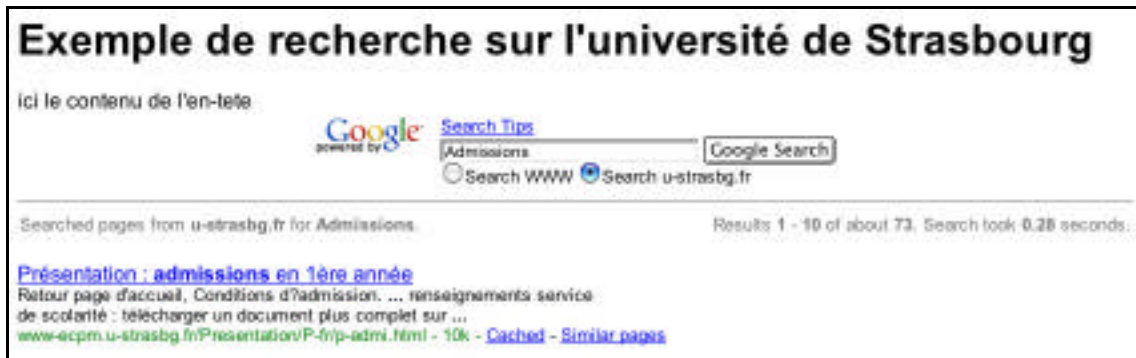 Exemple de recherche sur l'université de Strasbourg
ici le contenu de l'en-tete
Google
powered by
Search Tips
Admissions
Google Search
Search WWW Search u-strasbg.fr
Searched pages from u-strasbg.fr for Admissions. Results 1 - 10 of about 73. Search took 0.28 seconds.
Présentation : admissions en 1ère année
Retour page d'accueil, Conditions d?admission. ... renseignements service
de scolarité : télécharger un document plus complet sur ...
www-ecpm.u-strasbg.fr/Presentation/P-fr/p-admi.html - 10k - Cached - Similar pages